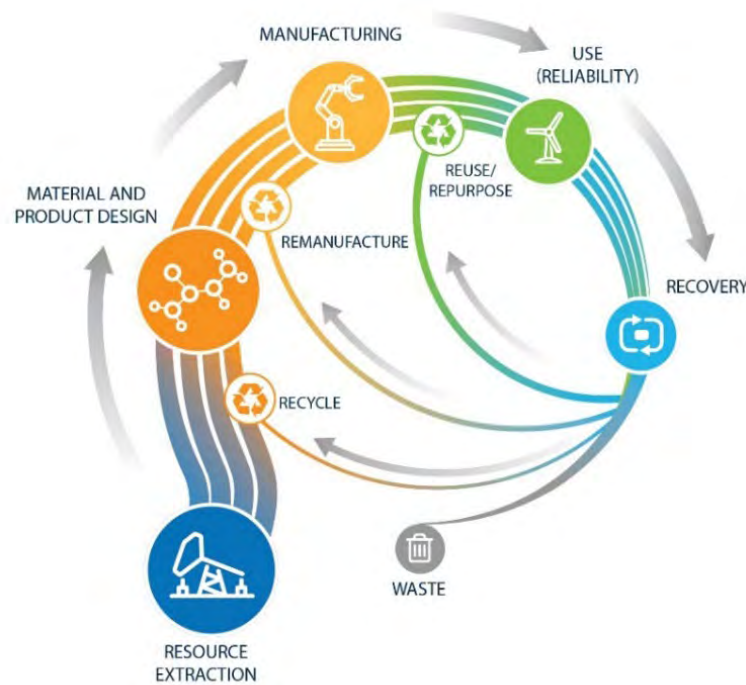 MANUFACTURING
USE
(RELIABILITY)
REUSE/
REPURPOSE
MATERIAL AND
PRODUCT DESIGN
REMANUFACTURE
RECOVERY
RECYCLE
WASTE
RESOURCE
EXTRACTION